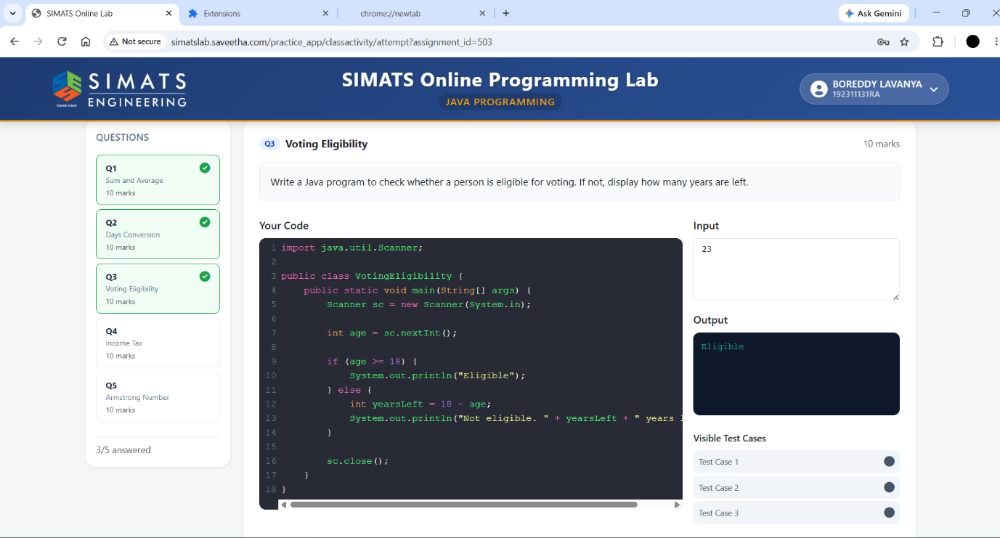 SIMATS Online Lab
Extensions
chrome://newtab
Ask Gemini
Not secure
simatslab.saveetha.com/practice_app/classactivity/attempt?assignment_id=503
SIMATS
ENGINEERING
Engineer to Excel
SIMATS Online Programming Lab
JAVA PROGRAMMING
BOREDDY LAVANYA
192311131RA
QUESTIONS
Q1
Sum and Average
10 marks
Q2
Days Conversion
10 marks
Q3
Voting Eligibility
10 marks
Q4
Income Tax
10 marks
Q5
Armstrong Number
10 marks
3/5 answered
Q3 Voting Eligibility
10 marks
Write a Java program to check whether a person is eligible for voting. If not, display how many years are left.
Your Code
1 import java.util.Scanner;
2
3 public class VotingEligibility {
4 public static void main(String[] args) {
5 Scanner sc = new Scanner(System.in);
6
7 int age = sc.nextInt();
8
9 if (age >= 18) {
10 System.out.println("Eligible");
11 } else {
12 int yearsLeft = 18 - age;
13 System.out.println("Not eligible. " + yearsLeft + " years
14 }
15
16 sc.close();
17 }
18 }
Input
23
Output
Eligible
Visible Test Cases
Test Case 1
Test Case 2
Test Case 3